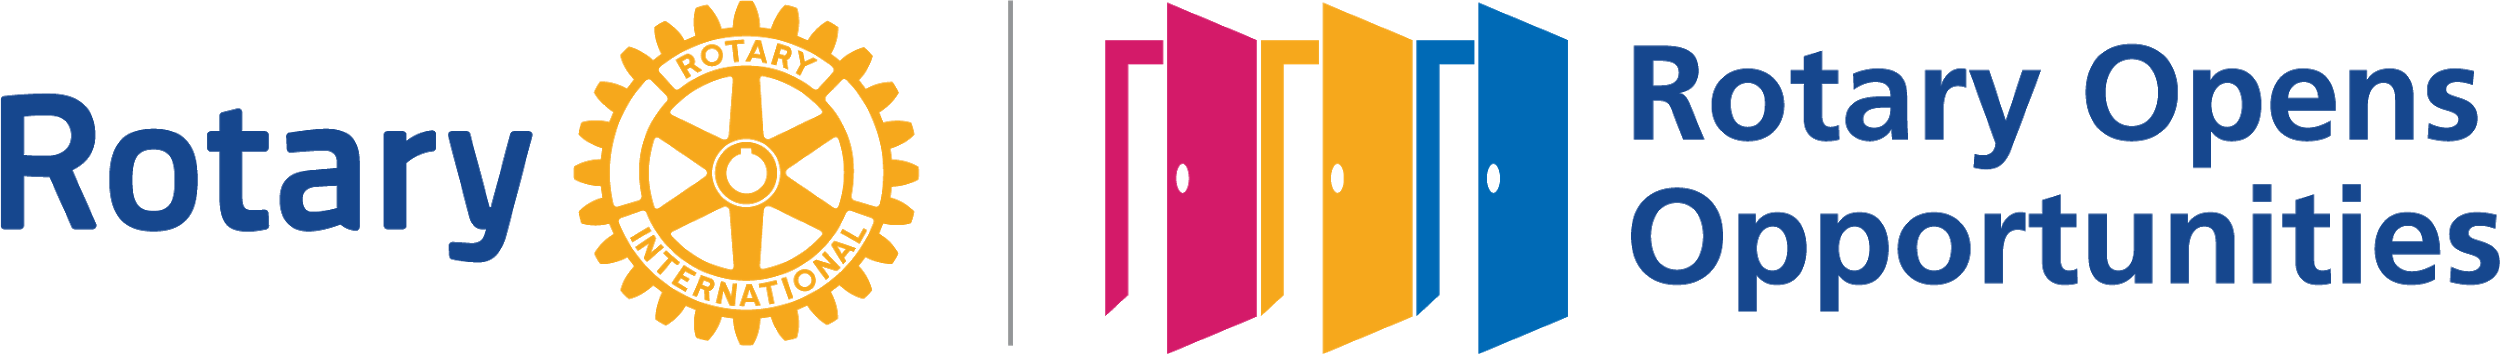 Rotary
ROTARY
INTERNATIONAL
Rotary Opens
Opportunities